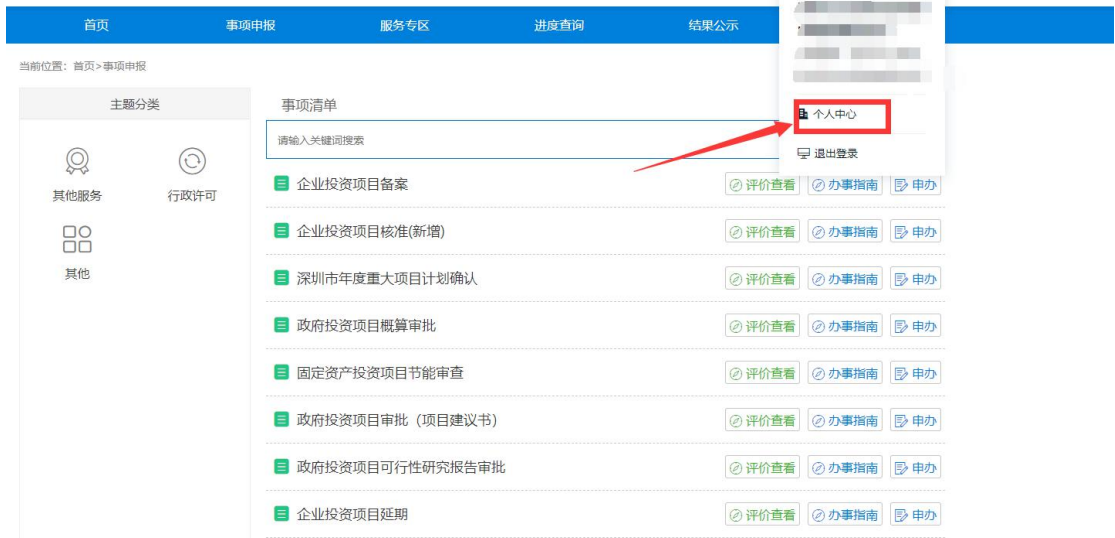 首页 事项申报 服务专区 进度查询 结果公示
当前位置：首页>事项申报
主题分类
其他服务 行政许可
其他
事项清单
请输入关键词搜索
个人中心
退出登录
企业投资项目备案 评价查看 办事指南 申办
企业投资项目核准(新增) 评价查看 办事指南 申办
深圳市年度重大项目计划确认 评价查看 办事指南 申办
政府投资项目概算审批 评价查看 办事指南 申办
固定资产投资项目节能审查 评价查看 办事指南 申办
政府投资项目审批（项目建议书） 评价查看 办事指南 申办
政府投资项目可行性研究报告审批 评价查看 办事指南 申办
企业投资项目延期 评价查看 办事指南 申办